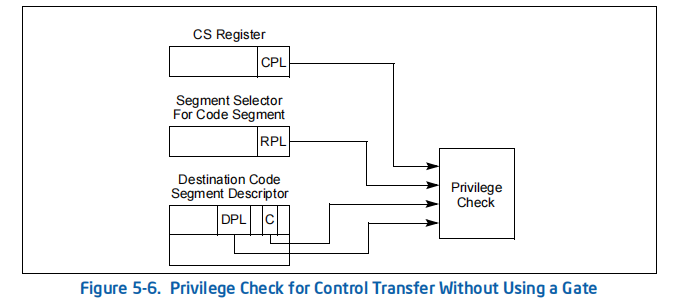 CS Register
CPL
Segment Selector
For Code Segment
RPL
Destination Code
Segment Descriptor
DPL
C
Privilege
Check
Figure 5-6. Privilege Check for Control Transfer Without Using a Gate